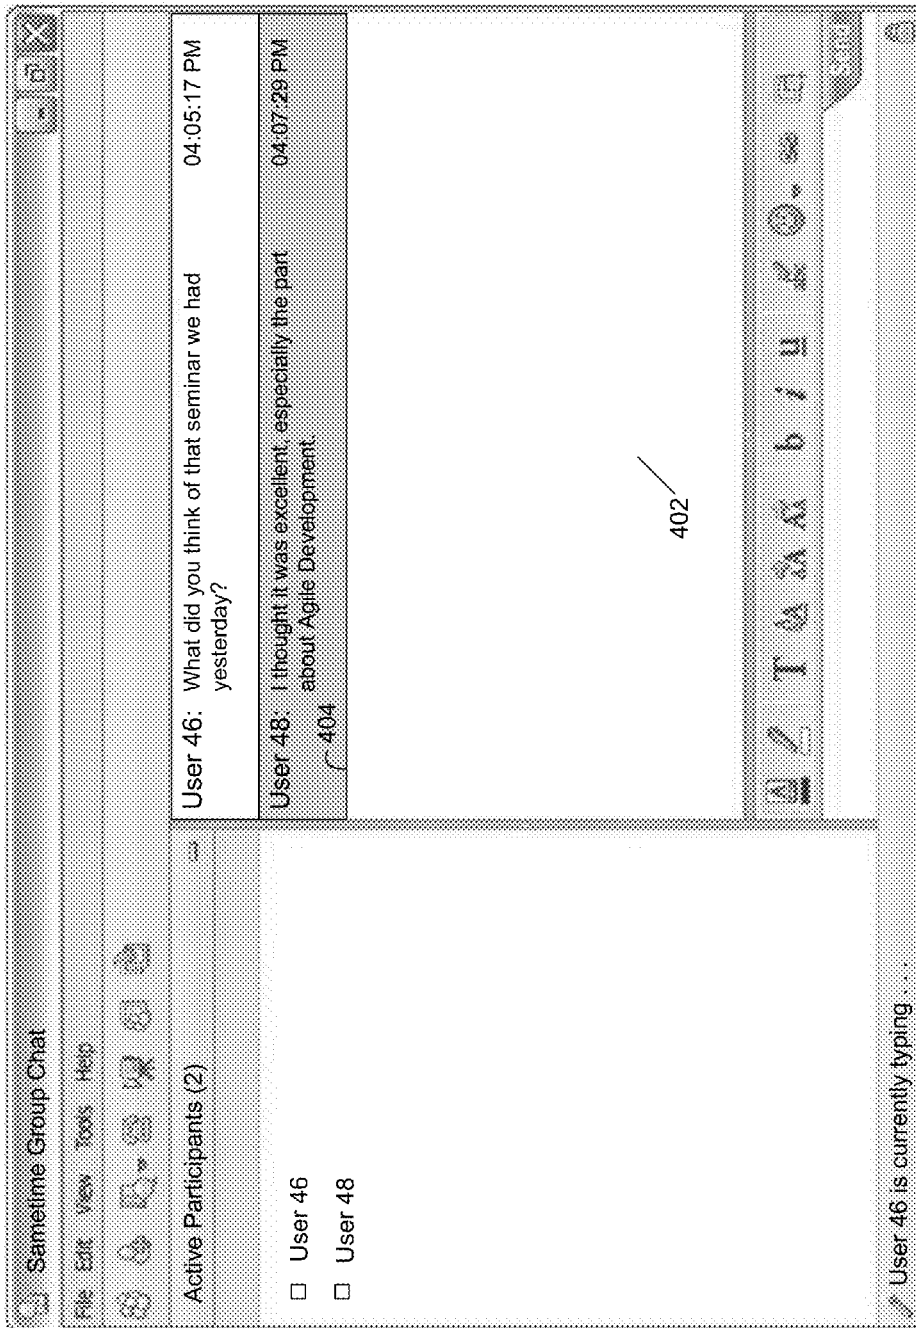 Sametime Group Chat
File Edit View Tools Help
Active Participants (2)
User 46
User 48
User 46: What did you think of that seminar we had 04:05:17 PM
yesterday?
User 48: I thought it was excellent, especially the part 04:07:29 PM
about Agile Development.
404
402
T b i u
User 46 is currently typing . . .